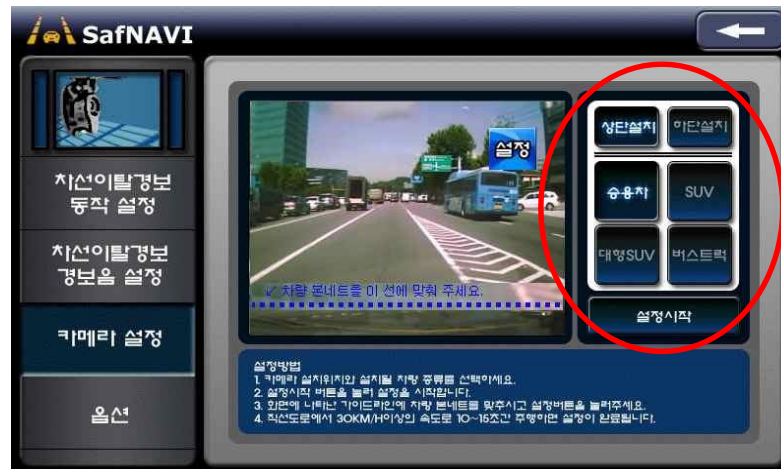 SafNAVI
차선이탈경보
동작 설정
차선이탈경보
경보음 설정
카메라 설정
옵션
설정
✓ 차량 본네트를 이 선에 맞춰 주세요.
상단설치 하단설치
승용차 SUV
대형SUV 버스트럭
설정시작
설정방법
1. 카메라 설치위치와 설치될 차량 종류를 선택하세요.
2. 설정시작 버튼을 눌러 설정을 시작합니다.
3. 화면에 나타난 가이드라인에 차량 본네트를 맞추시고 설정버튼을 눌러주세요.
4. 직선도로에서 30KM/H이상의 속도로 10~15초간 주행하면 설정이 완료됩니다.